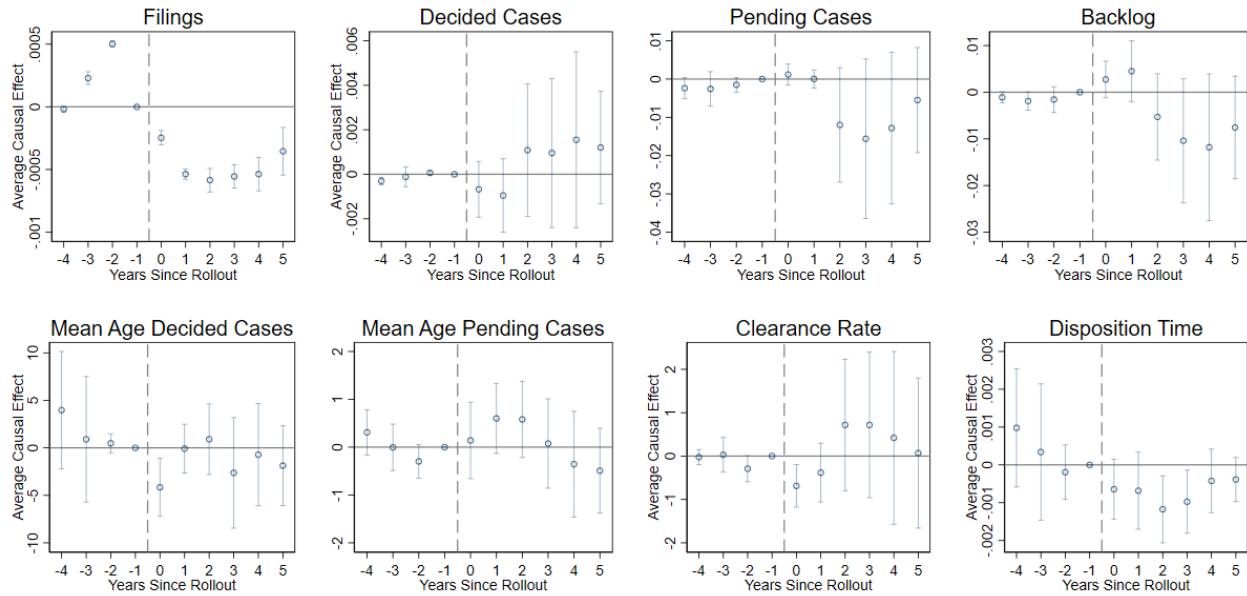 Filings
Average Causal Effect
.0005
0
-.0005
-.001
-4 -3 -2 -1 0 1 2 3 4 5
Years Since Rollout
Decided Cases
Average Causal Effect
.006
.004
.002
0
-.002
-4 -3 -2 -1 0 1 2 3 4 5
Years Since Rollout
Pending Cases
Average Causal Effect
.01
0
-.01
-.02
-.03
-.04
-4 -3 -2 -1 0 1 2 3 4 5
Years Since Rollout
Backlog
Average Causal Effect
.01
0
-.01
-.02
-.03
-4 -3 -2 -1 0 1 2 3 4 5
Years Since Rollout
Mean Age Decided Cases
Average Causal Effect
10
5
0
-5
-10
-4 -3 -2 -1 0 1 2 3 4 5
Years Since Rollout
Mean Age Pending Cases
Average Causal Effect
2
1
0
-1
-2
-4 -3 -2 -1 0 1 2 3 4 5
Years Since Rollout
Clearance Rate
Average Causal Effect
2
1
0
-1
-2
-4 -3 -2 -1 0 1 2 3 4 5
Years Since Rollout
Disposition Time
Average Causal Effect
.003
.002
.001
0
-.001
-.002
-4 -3 -2 -1 0 1 2 3 4 5
Years Since Rollout